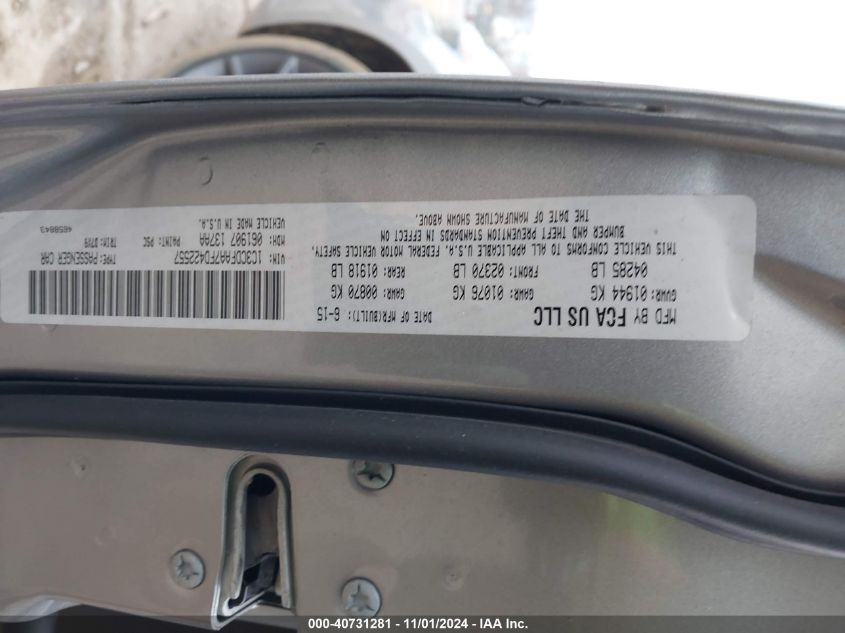 MFD BY FCA US LLC
DATE OF MFR(BUILT): 6-15
GVWR: 01944 KG
GAWR: 01076 KG
GAWR: 00870 KG
04285 LB
FRONT: 02370 LB
REAR: 01918 LB
THIS VEHICLE CONFORMS TO ALL APPLICABLE U.S.A. FEDERAL MOTOR VEHICLE SAFETY,
BUMPER AND THEFT PREVENTION STANDARDS IN EFFECT ON
THE DATE OF MANUFACTURE SHOWN ABOVE.
VIN:
TYPE: PASSENGER CAR
1C3CDFAA7FD422557
TRIM: D7V9
MDH: 061907 137AA
PAINT: PSC
VEHICLE MADE IN U.S.A.
4658843
000-40731281 - 11/01/2024 - IAA Inc.